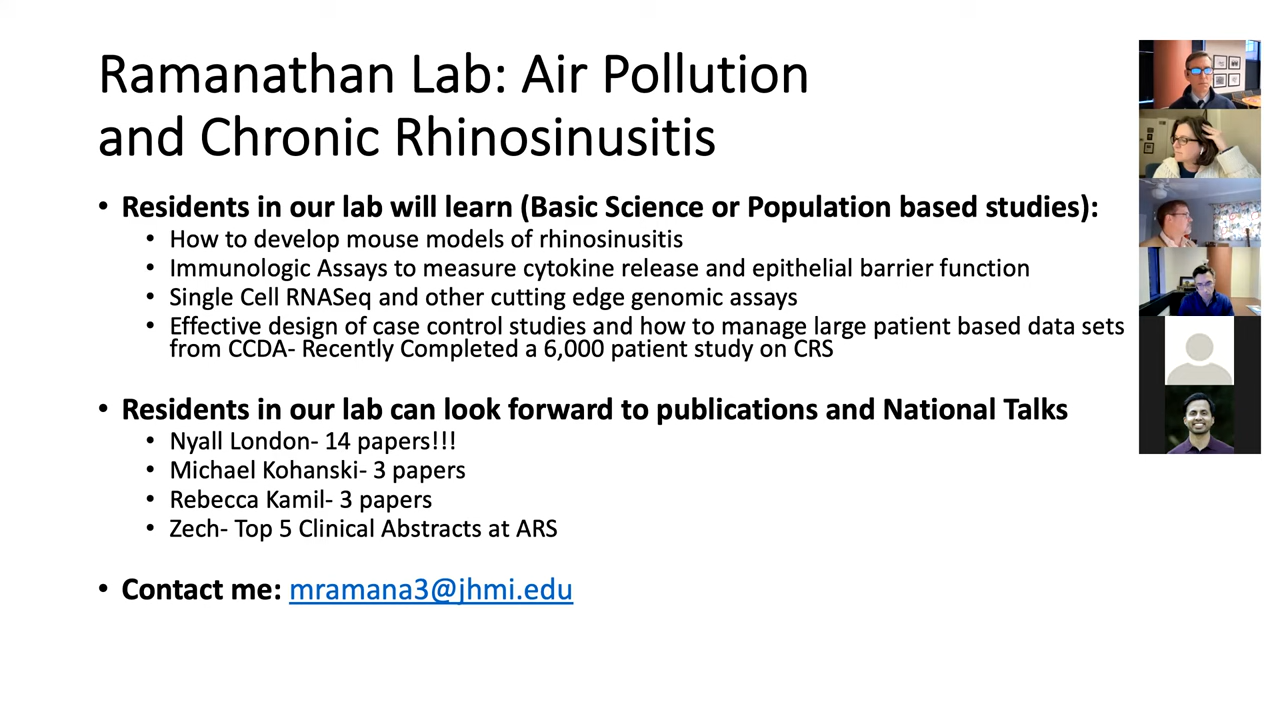 Ramanathan Lab: Air Pollution
and Chronic Rhinosinusitis
• Residents in our lab will learn (Basic Science or Population based studies):
• How to develop mouse models of rhinosinusitis
• Immunologic Assays to measure cytokine release and epithelial barrier function
• Single Cell RNASeq and other cutting edge genomic assays
• Effective design of case control studies and how to manage large patient based data sets
from CCDA- Recently Completed a 6,000 patient study on CRS
• Residents in our lab can look forward to publications and National Talks
• Nyall London- 14 papers!!!
• Michael Kohanski- 3 papers
• Rebecca Kamil- 3 papers
• Zech- Top 5 Clinical Abstracts at ARS
• Contact me: mramana3@jhmi.edu